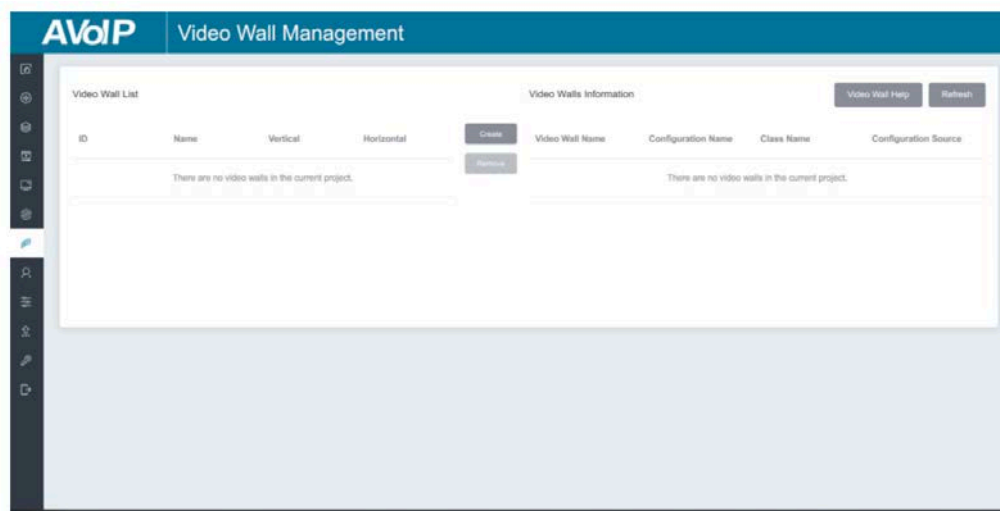 AVoIP Video Wall Management
Video Wall List
Video Walls Information
Video Wall Help
Refresh
ID Name Vertical Horizontal
Create
Remove
Video Wall Name Configuration Name Class Name Configuration Source
There are no video walls in the current project.
There are no video walls in the current project.